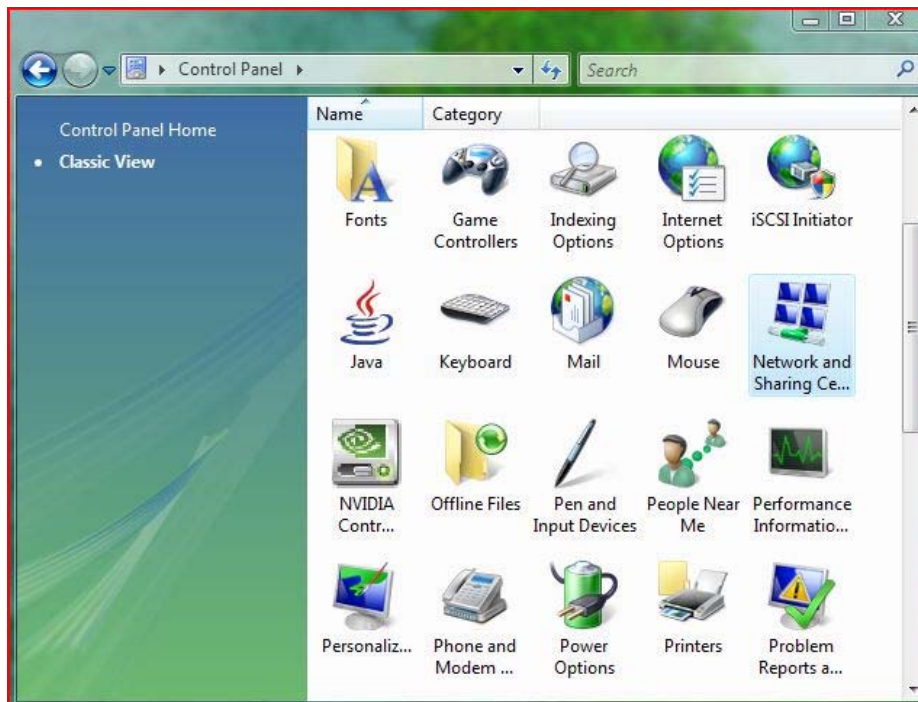 Control Panel
Search
Control Panel Home
Classic View
Name Category
Fonts Game Indexing Internet iSCSI Initiator
Controllers Options Options
Java Keyboard Mail Mouse Network and
Sharing Ce...
NVIDIA Offline Files Pen and People Near Performance
Contr... Input Devices Me Informatio...
Personaliz... Phone and Power Printers Problem
Modem ... Options Reports a...